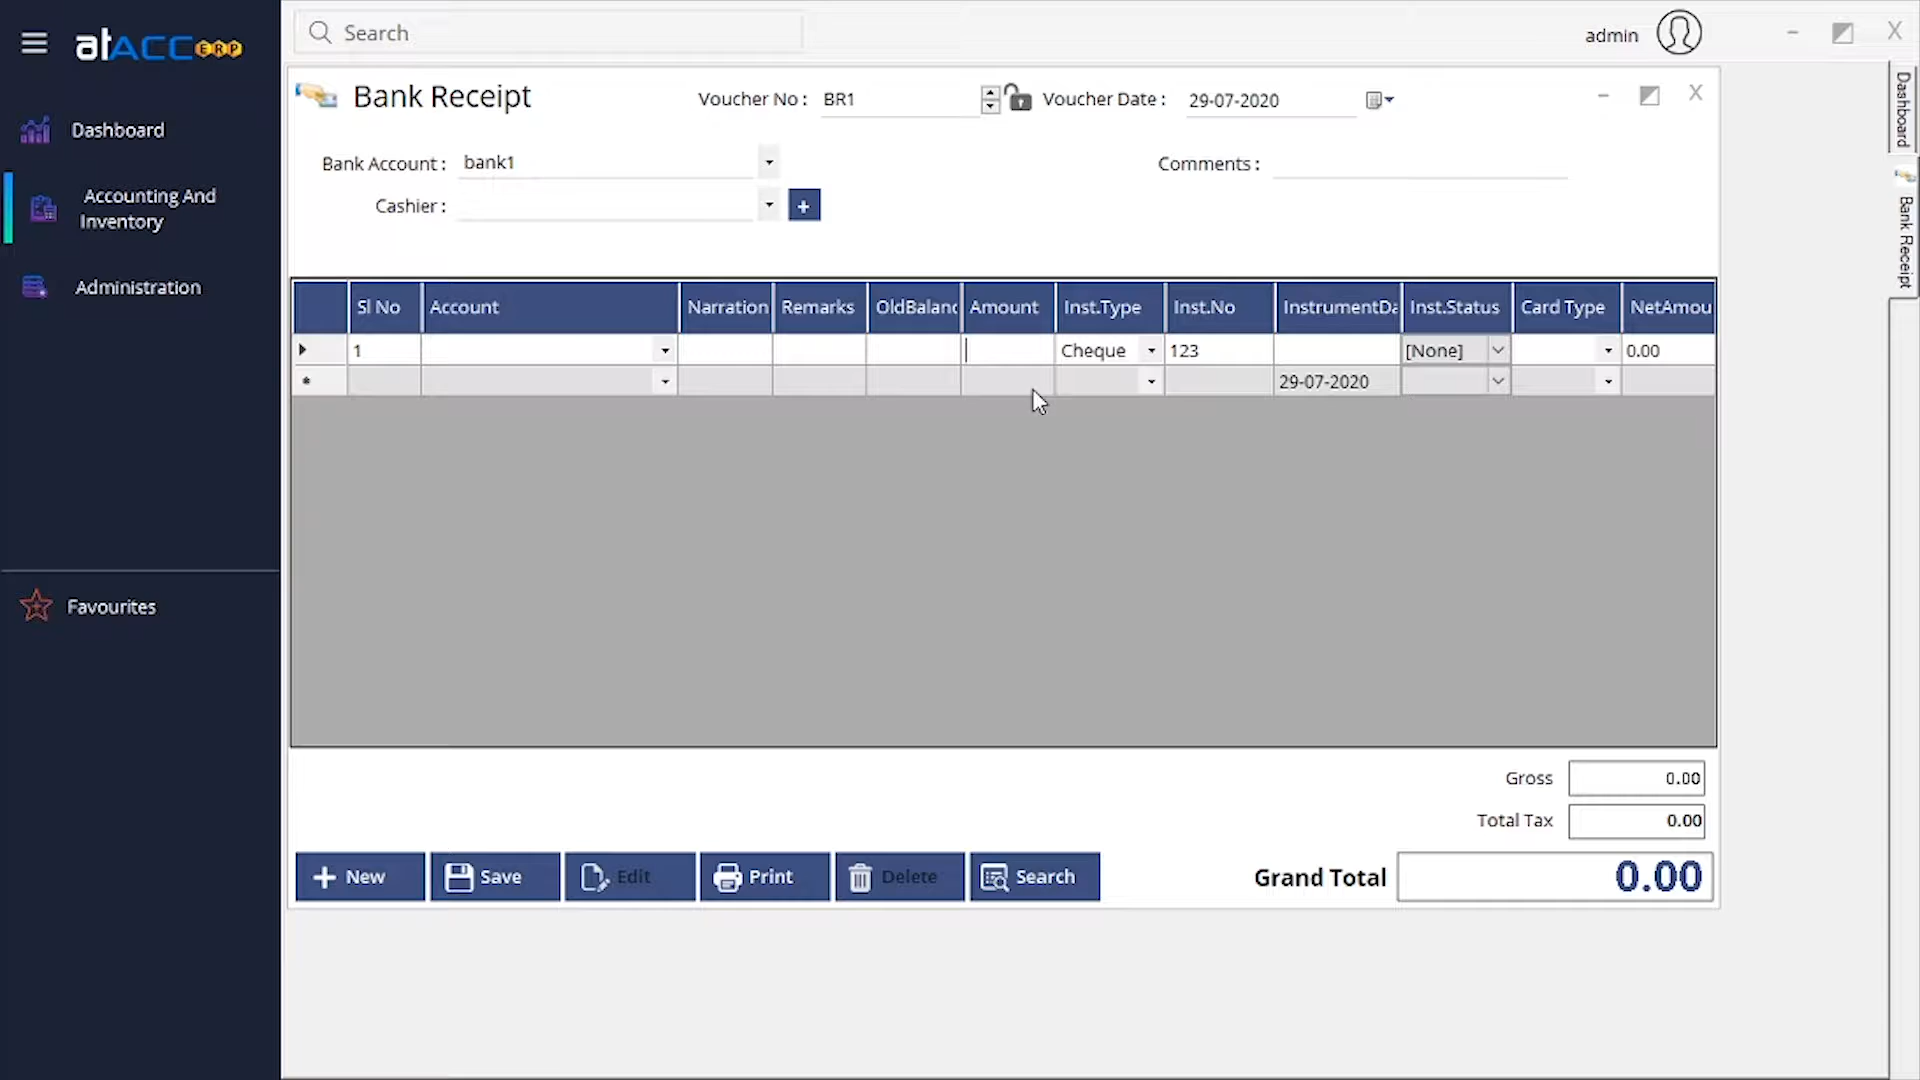 atACC ERP
Search
admin
Dashboard
Accounting And
Inventory
Administration
Favourites
Bank Receipt
Voucher No : BR1
Voucher Date : 29-07-2020
Bank Account : bank1
Comments :
Cashier :
Sl No Account Narration Remarks OldBalanc Amount Inst.Type Inst.No InstrumentDa Inst.Status Card Type NetAmou
1 Cheque 123 [None] 0.00
29-07-2020
Gross 0.00
Total Tax 0.00
New Save Edit Print Delete Search
Grand Total 0.00
Dashboard
Bank Receipt